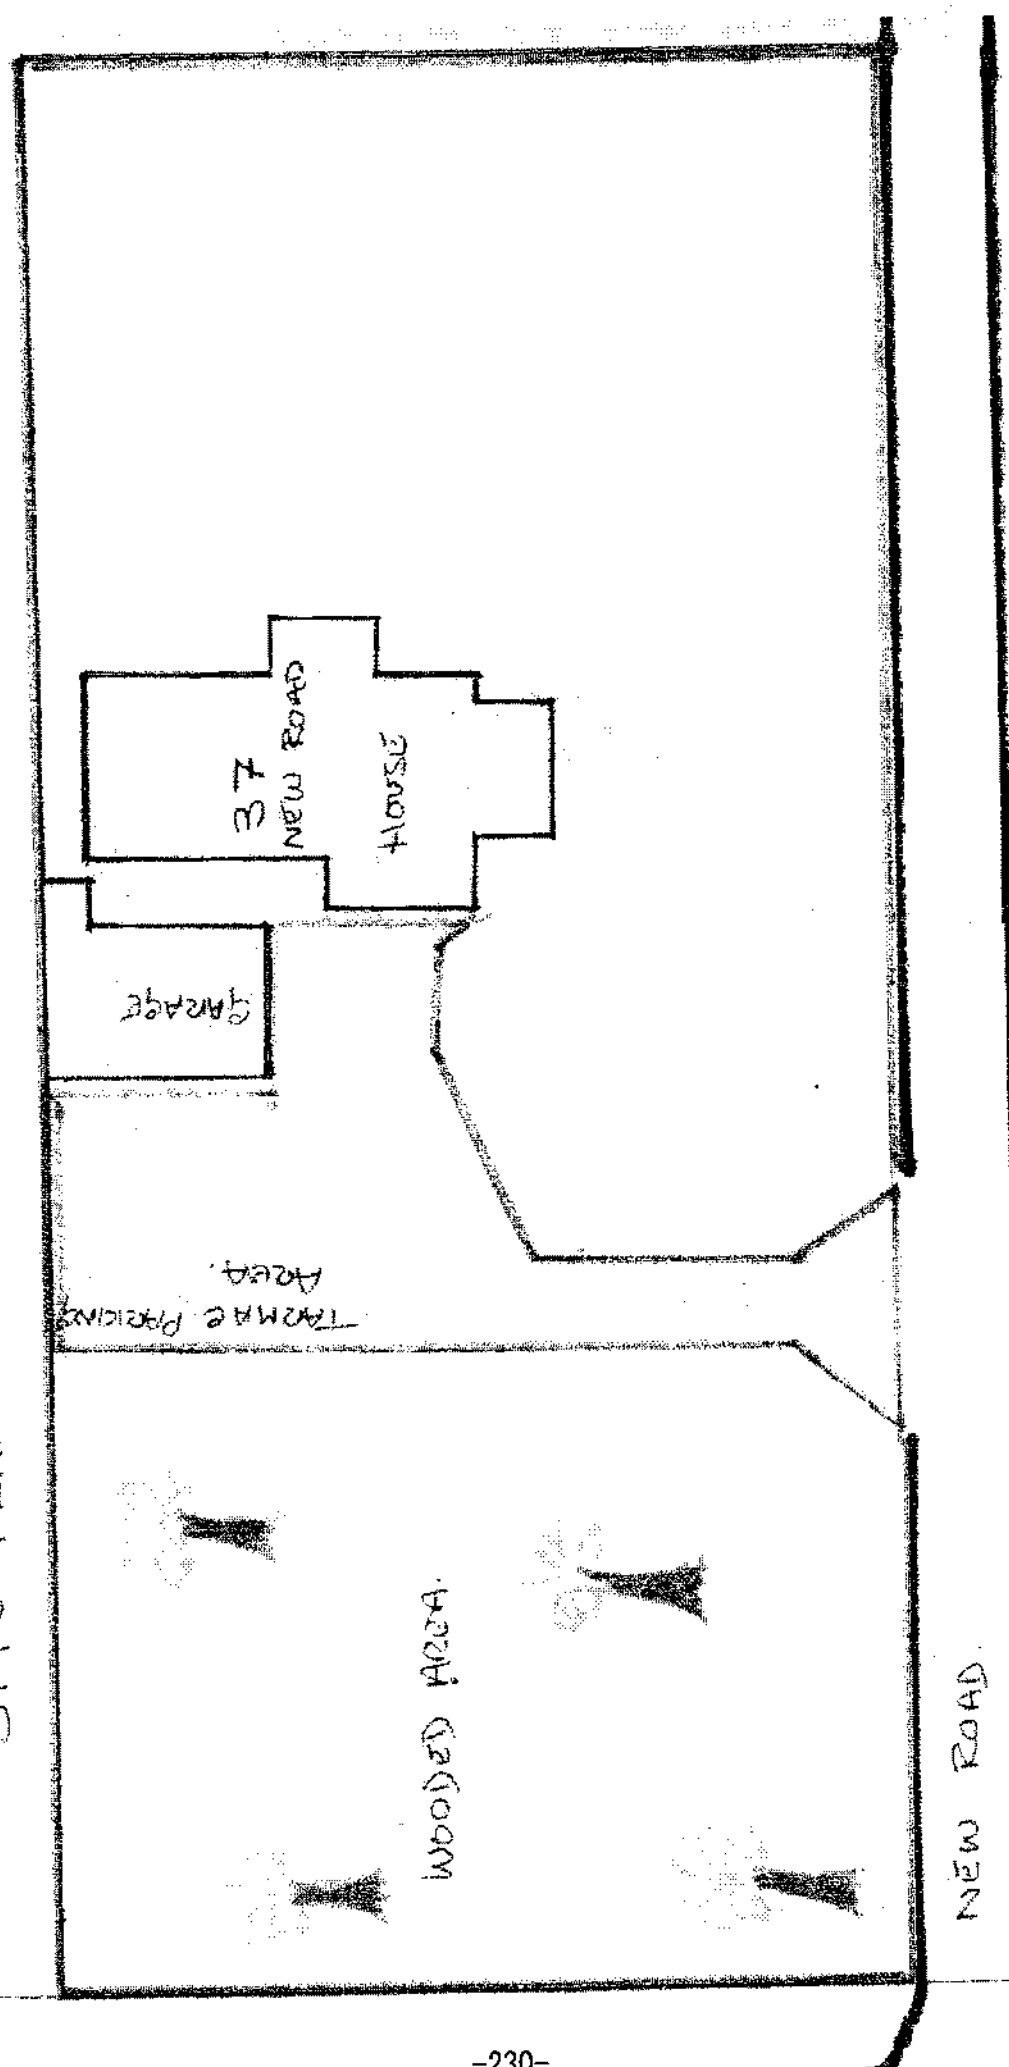 37
NEW ROAD
HOUSE
GARAGE
TARMAC PARKING
AREA.
WOODED AREA.
NEW ROAD.
-230-